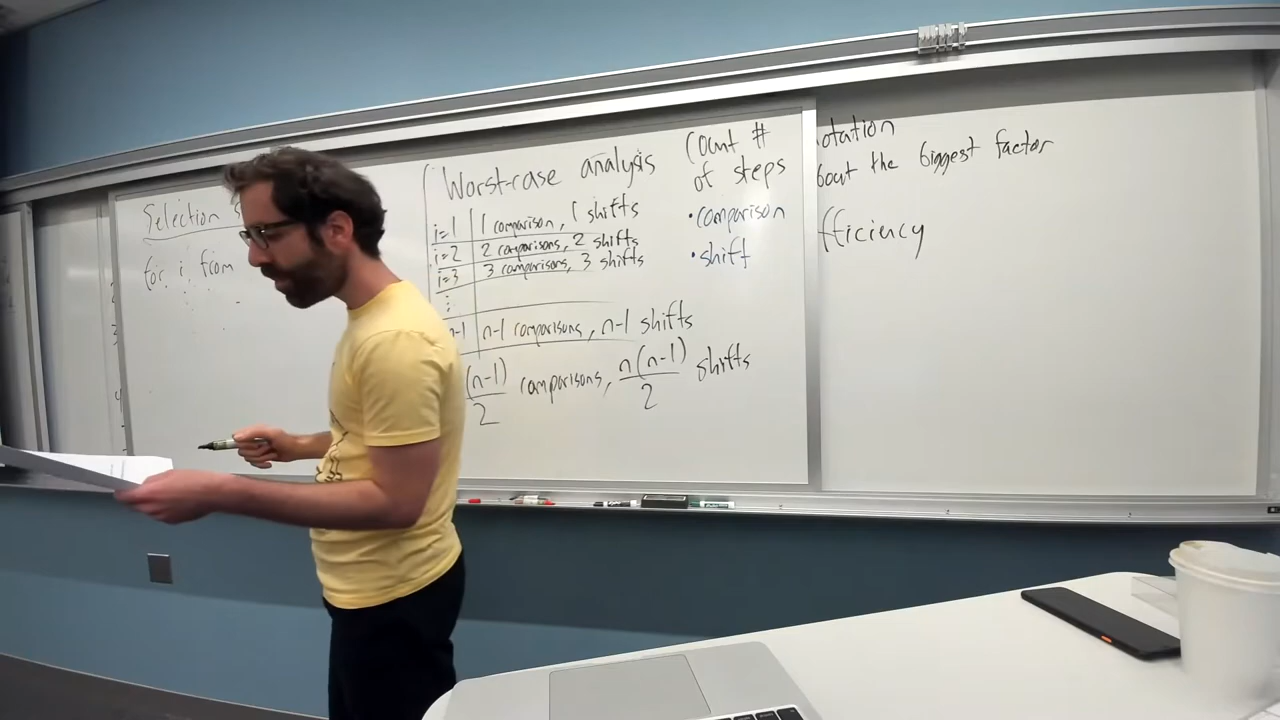 Selection S
for i from
Worst-case analysis
i=1 | 1 comparison, 1 shifts
i=2 | 2 comparisons, 2 shifts
i=3 | 3 comparisons, 3 shifts
⋮
n-1 | n-1 comparisons, n-1 shifts
(n-1)/2 comparisons, n(n-1)/2 shifts
Count #
of steps
•comparison
•shift
otation
bout the biggest factor
fficiency